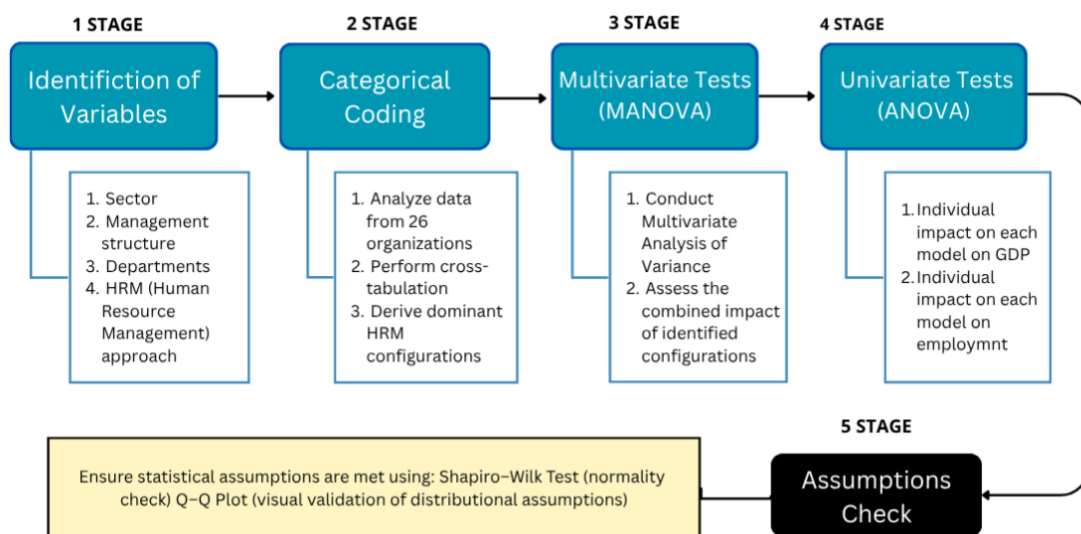 1 STAGE
Identifiction of
Variables
1. Sector
2. Management
structure
3. Departments
4. HRM (Human
Resource
Management)
approach
2 STAGE
Categorical
Coding
1. Analyze data
from 26
organizations
2. Perform cross-
tabulation
3. Derive dominant
HRM
configurations
3 STAGE
Multivariate Tests
(MANOVA)
1. Conduct
Multivariate
Analysis of
Variance
2. Assess the
combined impact
of identified
configurations
4 STAGE
Univariate Tests
(ANOVA)
1. Individual
impact on each
model on GDP
2. Individual
impact on each
model on
employmnt
5 STAGE
Assumptions
Check
Ensure statistical assumptions are met using: Shapiro–Wilk Test (normality
check) Q–Q Plot (visual validation of distributional assumptions)